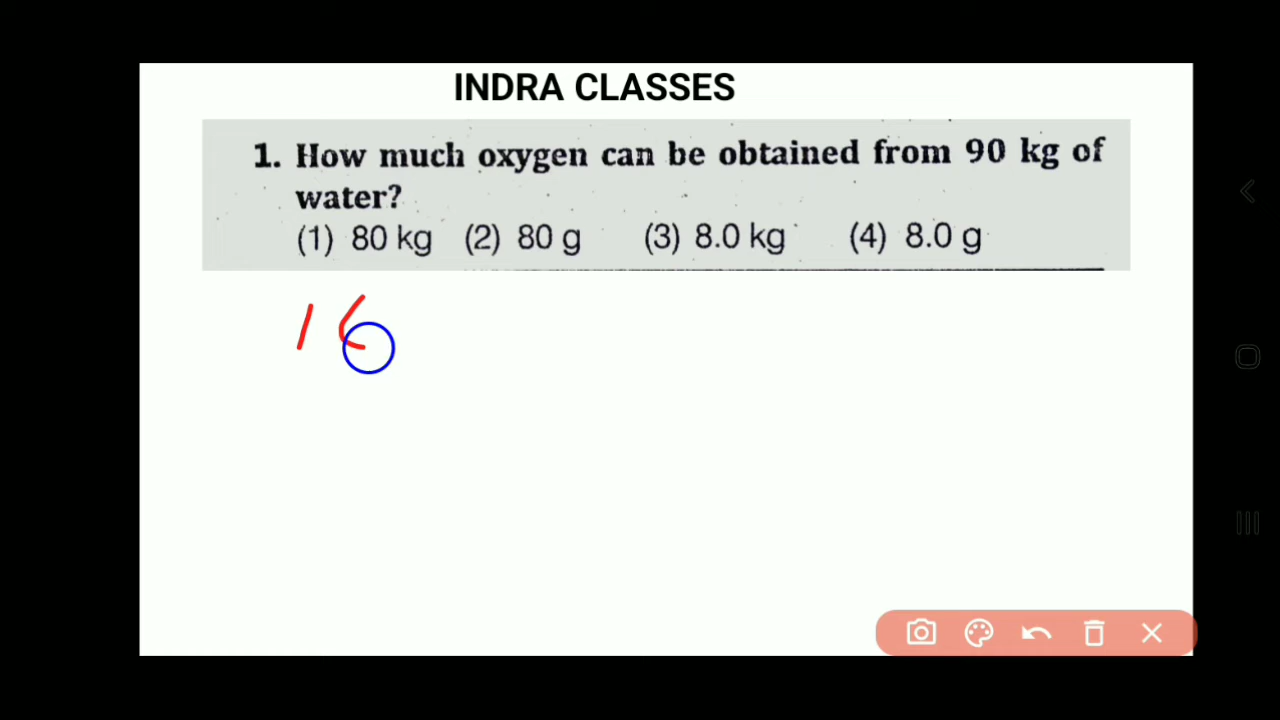 INDRA CLASSES
1. How much oxygen can be obtained from 90 kg of
water?
(1) 80 kg (2) 80 g (3) 8.0 kg (4) 8.0 g
16